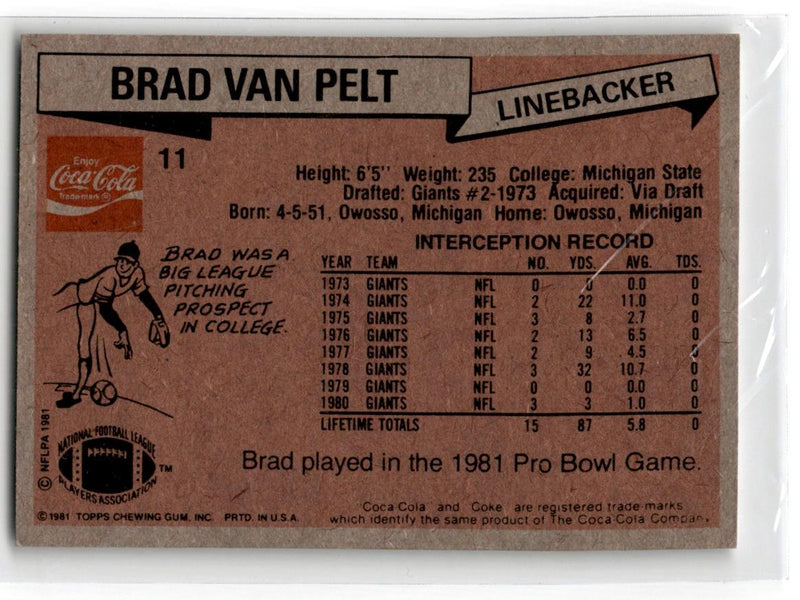 BRAD VAN PELT
LINEBACKER
Enjoy
Coca-Cola
Trade-mark ®
11
Height: 6'5'' Weight: 235 College: Michigan State
Drafted: Giants #2-1973 Acquired: Via Draft
Born: 4-5-51, Owosso, Michigan Home: Owosso, Michigan
BRAD WAS A
BIG LEAGUE
PITCHING
PROSPECT
IN COLLEGE.
INTERCEPTION RECORD
YEAR TEAM NO. YDS. AVG. TDS.
1973 GIANTS NFL 0 0 0.0 0
1974 GIANTS NFL 2 22 11.0 0
1975 GIANTS NFL 3 8 2.7 0
1976 GIANTS NFL 2 13 6.5 0
1977 GIANTS NFL 2 9 4.5 0
1978 GIANTS NFL 3 32 10.7 0
1979 GIANTS NFL 0 0 0.0 0
1980 GIANTS NFL 3 3 1.0 0
LIFETIME TOTALS 15 87 5.8 0
© NFLPA 1981
NATIONAL FOOTBALL LEAGUE
PLAYERS ASSOCIATION
™
Brad played in the 1981 Pro Bowl Game.
©1981 TOPPS CHEWING GUM, INC. PRTD. IN U.S.A.
Coca-Cola and Coke are registered trade-marks
which identify the same product of The Coca-Cola Company.